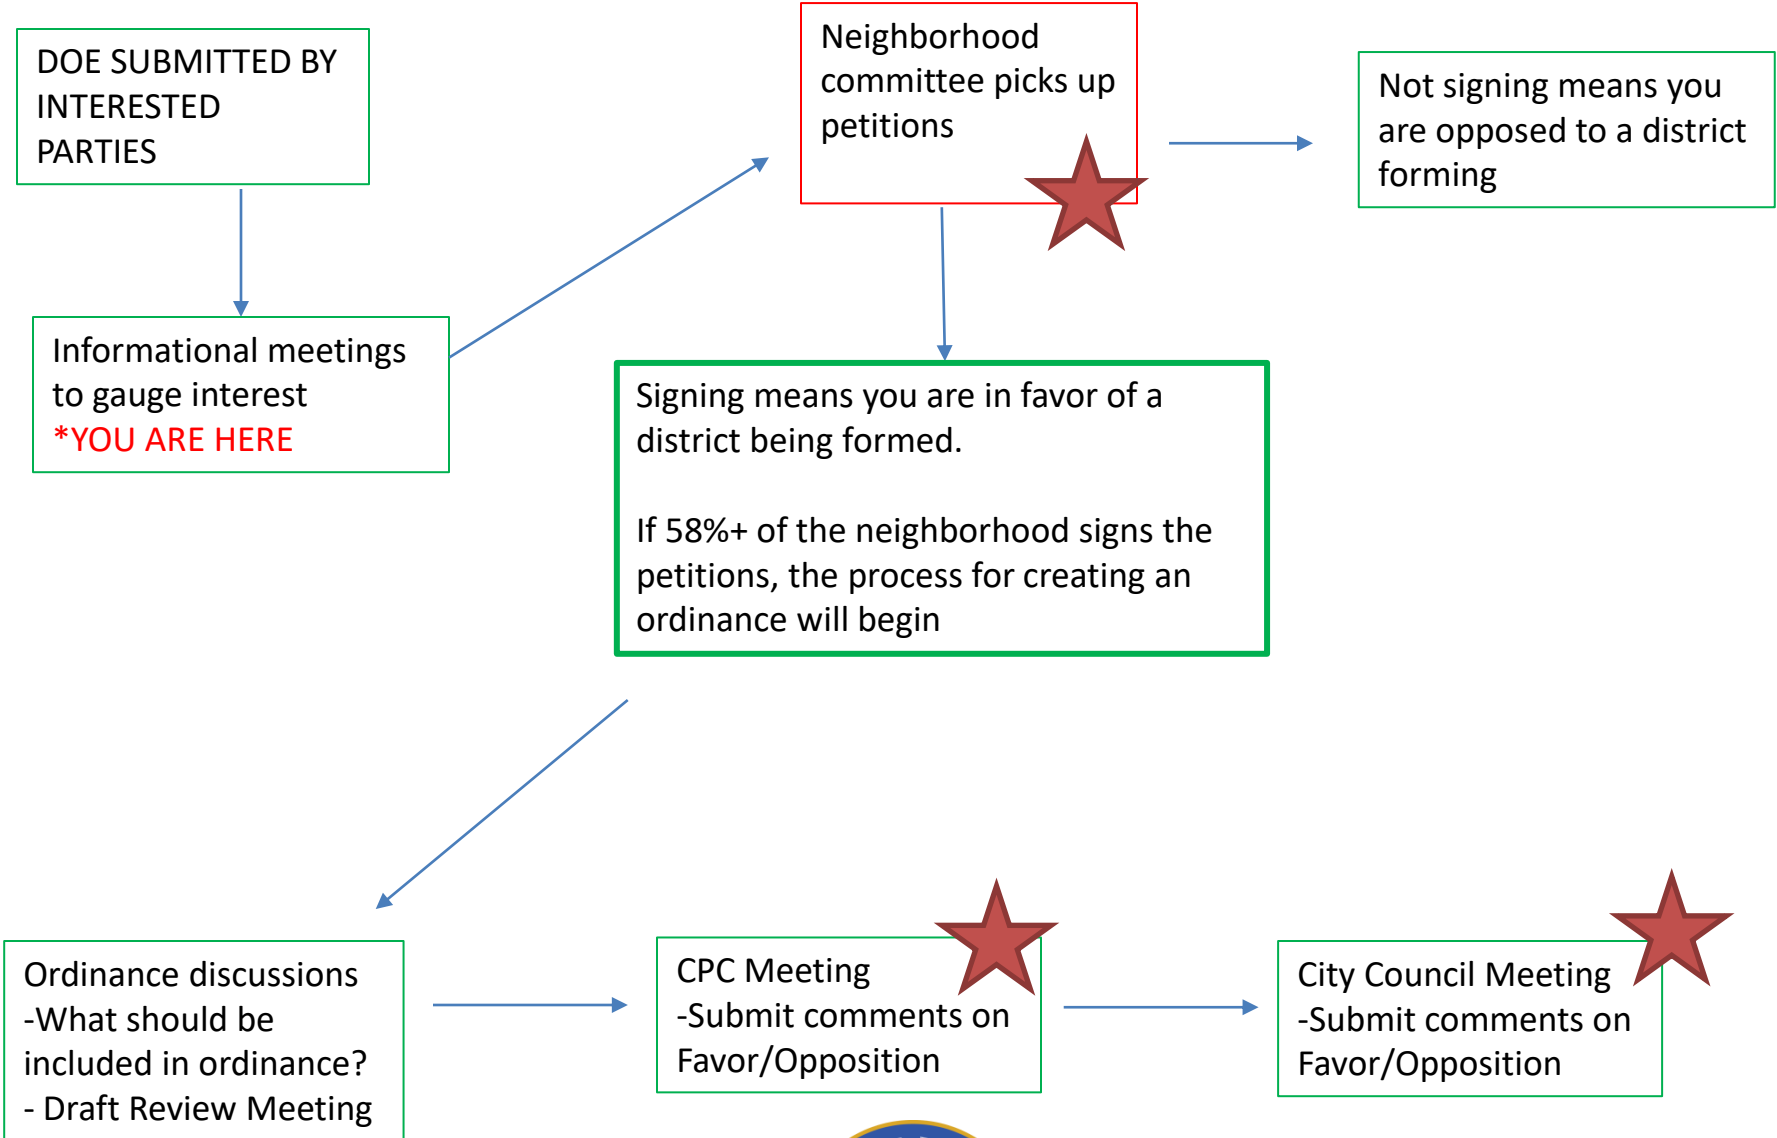 DOE SUBMITTED BY
INTERESTED
PARTIES
Neighborhood
committee picks up
petitions
Not signing means you
are opposed to a district
forming
Informational meetings
to gauge interest
*YOU ARE HERE
Signing means you are in favor of a
district being formed.
If 58%+ of the neighborhood signs the
petitions, the process for creating an
ordinance will begin
Ordinance discussions
-What should be
included in ordinance?
- Draft Review Meeting
CPC Meeting
-Submit comments on
Favor/Opposition
City Council Meeting
-Submit comments on
Favor/Opposition